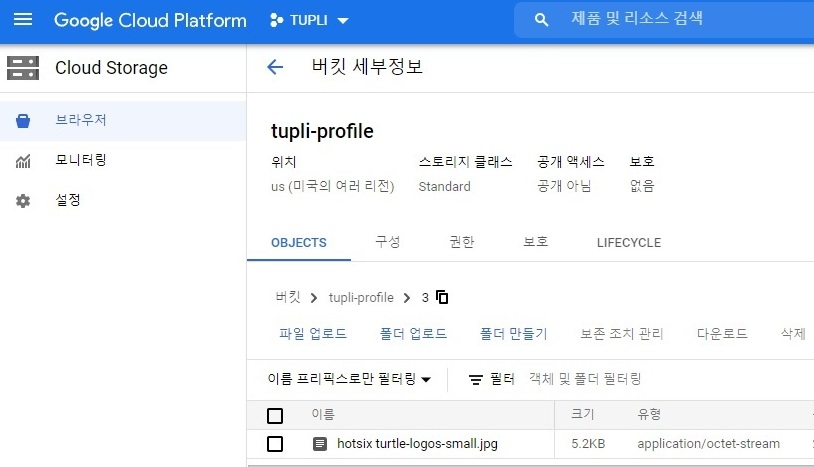 Google Cloud Platform TUPLI 제품 및 리소스 검색
Cloud Storage 버킷 세부정보
브라우저
모니터링
설정
tupli-profile
위치 스토리지 클래스 공개 액세스 보호
us (미국의 여러 리전) Standard 공개 아님 없음
OBJECTS 구성 권한 보호 LIFECYCLE
버킷 > tupli-profile > 3
파일 업로드 폴더 업로드 폴더 만들기 보존 조치 관리 다운로드 삭제
이름 프리픽스로만 필터링 필터 객체 및 폴더 필터링
이름 크기 유형
hotsix turtle-logos-small.jpg 5.2KB application/octet-stream